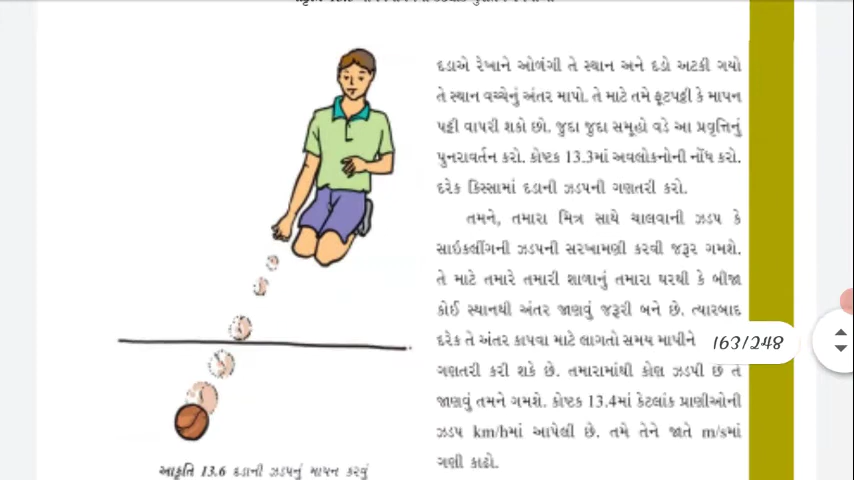 દડાએ રેખાને ઓળંગી તે સ્થાન અને દડો અટકી ગયો
તે સ્થાન વચ્ચેનું અંતર માપો. તે માટે તમે ફૂટપટ્ટી કે માપન
પટ્ટી વાપરી શકો છો. જુદા જુદા સમૂહો વડે આ પ્રવૃત્તિનું
પુનરાવર્તન કરો. કોષ્ટક 13.3માં અવલોકનોની નોંધ કરો.
દરેક કિસ્સામાં દડાની ઝડપની ગણતરી કરો.
તમને, તમારા મિત્ર સાથે ચાલવાની ઝડપ કે
સાઇકલીંગની ઝડપની સરખામણી કરવી જરૂર ગમશે.
તે માટે તમારે તમારી શાળાનું તમારા ઘરથી કે બીજા
કોઈ સ્થાનથી અંતર જાણવું જરૂરી બને છે. ત્યારબાદ
દરેક તે અંતર કાપવા માટે લાગતો સમય માપીને
ગણતરી કરી શકે છે. તમારામાંથી કોણ ઝડપી છે તે
જાણવું તમને ગમશે. કોષ્ટક 13.4માં કેટલાંક પ્રાણીઓની
ઝડપ km/hમાં આપેલી છે. તમે તેને જાતે m/sમાં
ગણી કાઢો.
163/248
આકૃતિ 13.6 દડાની ઝડપનું માપન કરવું